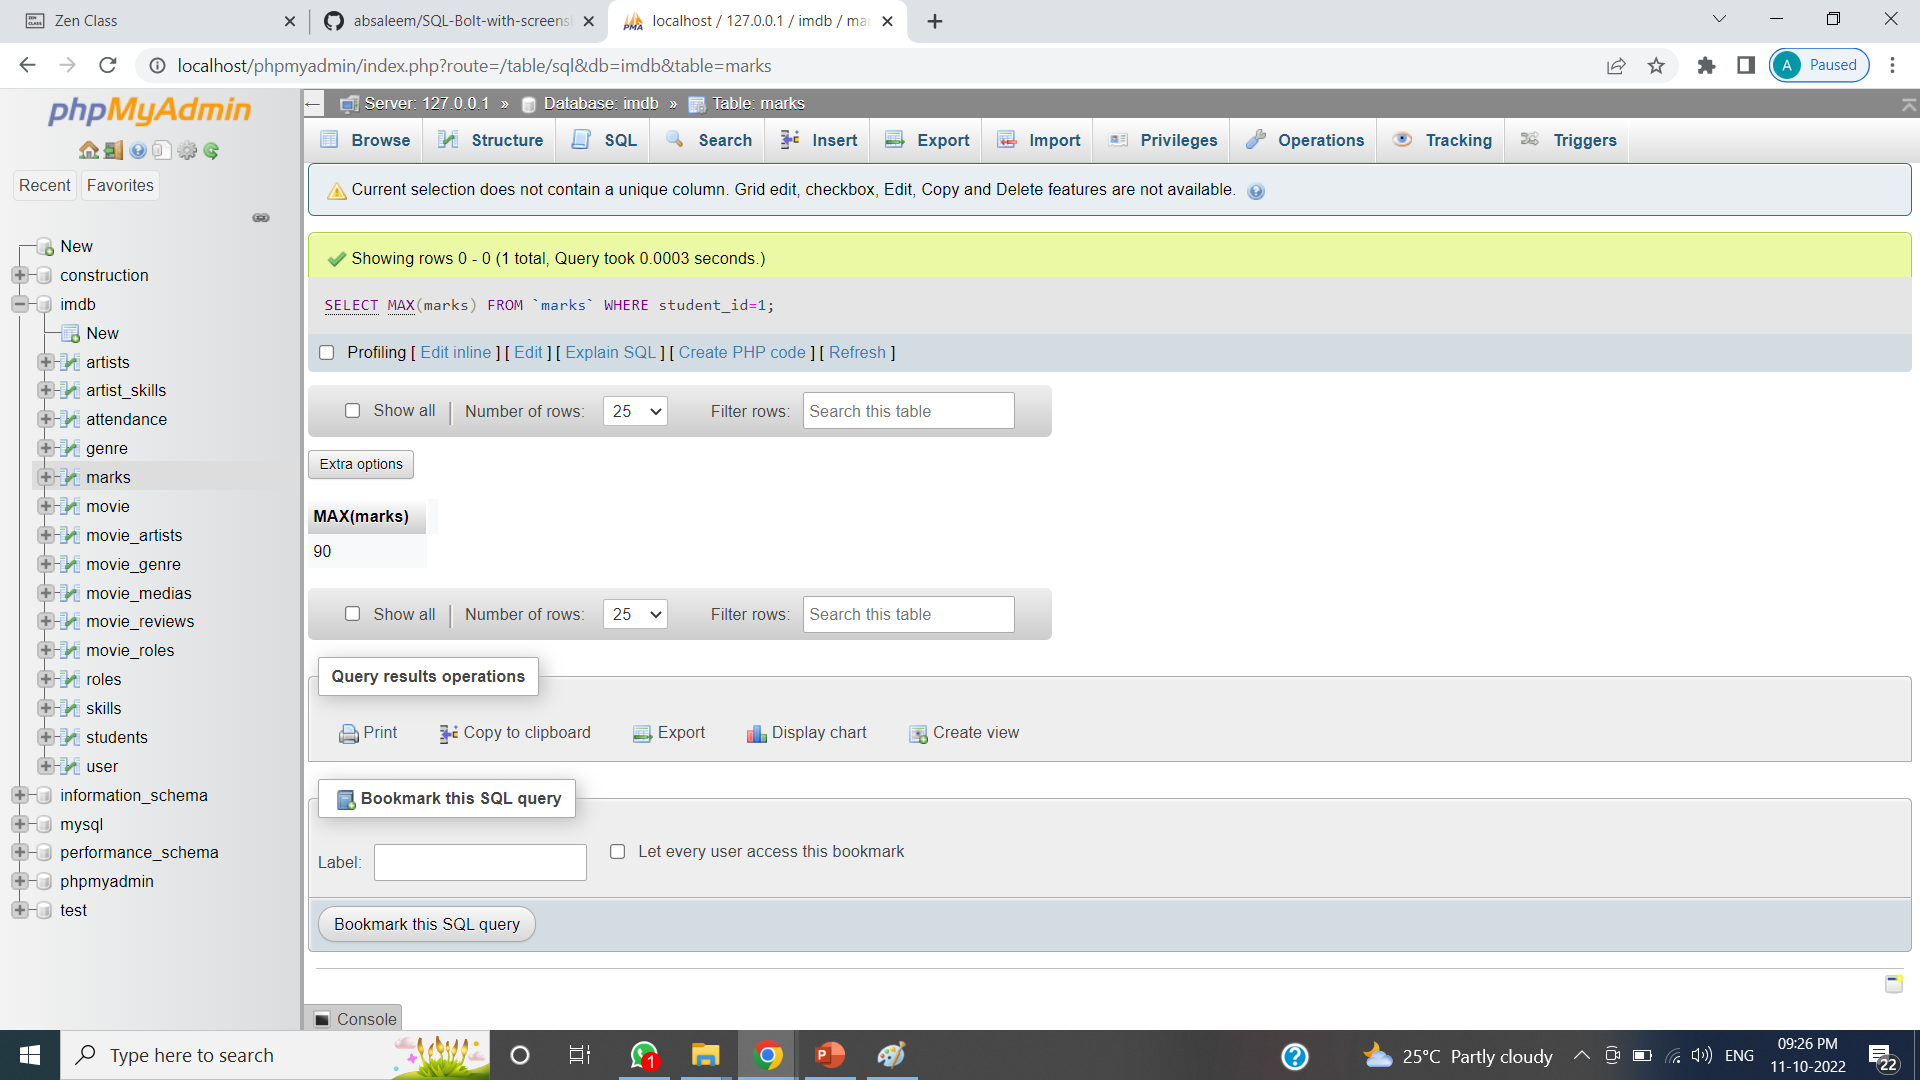 Zen Class
absaleem/SQL-Bolt-with-screensh
localhost / 127.0.0.1 / imdb / mar
localhost/phpmyadmin/index.php?route=/table/sql&db=imdb&table=marks
A Paused
phpMyAdmin
Recent Favorites
New
construction
imdb
New
artists
artist_skills
attendance
genre
marks
movie
movie_artists
movie_genre
movie_medias
movie_reviews
movie_roles
roles
skills
students
user
information_schema
mysql
performance_schema
phpmyadmin
test
Server: 127.0.0.1 » Database: imdb » Table: marks
Browse Structure SQL Search Insert Export Import Privileges Operations Tracking Triggers
Current selection does not contain a unique column. Grid edit, checkbox, Edit, Copy and Delete features are not available.
Showing rows 0 - 0 (1 total, Query took 0.0003 seconds.)
SELECT MAX(marks) FROM `marks` WHERE student_id=1;
Profiling [ Edit inline ] [ Edit ] [ Explain SQL ] [ Create PHP code ] [ Refresh ]
Show all Number of rows: 25 Filter rows: Search this table
Extra options
MAX(marks)
90
Show all Number of rows: 25 Filter rows: Search this table
Query results operations
Print Copy to clipboard Export Display chart Create view
Bookmark this SQL query
Label: Let every user access this bookmark
Bookmark this SQL query
Console
Type here to search
1
P
25°C Partly cloudy
ENG
09:26 PM
11-10-2022
22